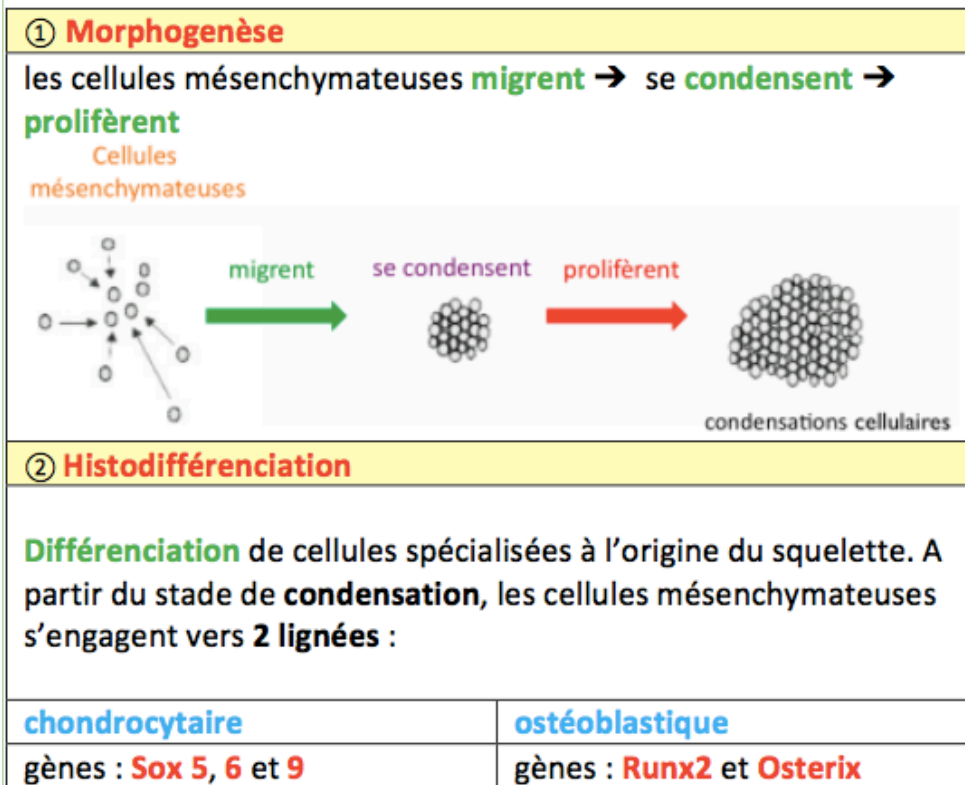 ① Morphogenèse
les cellules mésenchymateuses migrent ➔ se condensent ➔
prolifèrent
Cellules
mésenchymateuses
migrent
se condensent
prolifèrent
condensations cellulaires
② Histodifférenciation
Différenciation de cellules spécialisées à l’origine du squelette. A
partir du stade de condensation, les cellules mésenchymateuses
s’engagent vers 2 lignées :
chondrocytaire
ostéoblastique
gènes : Sox 5, 6 et 9
gènes : Runx2 et Osterix